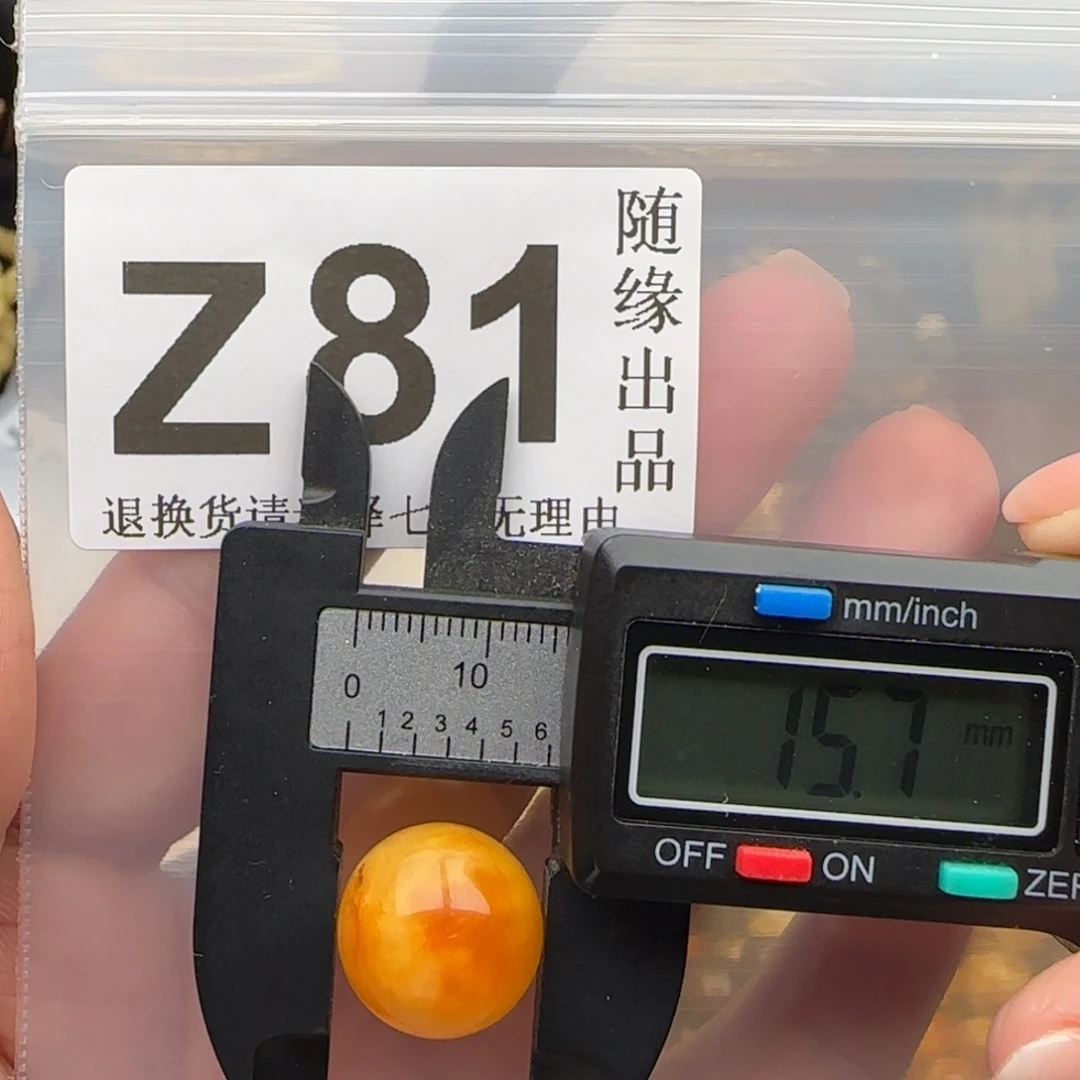 Z81
随缘出品
退换货请 七 无理由
mm/inch
0 10
1 2 3 4 5 6
15.7 mm
OFF ON